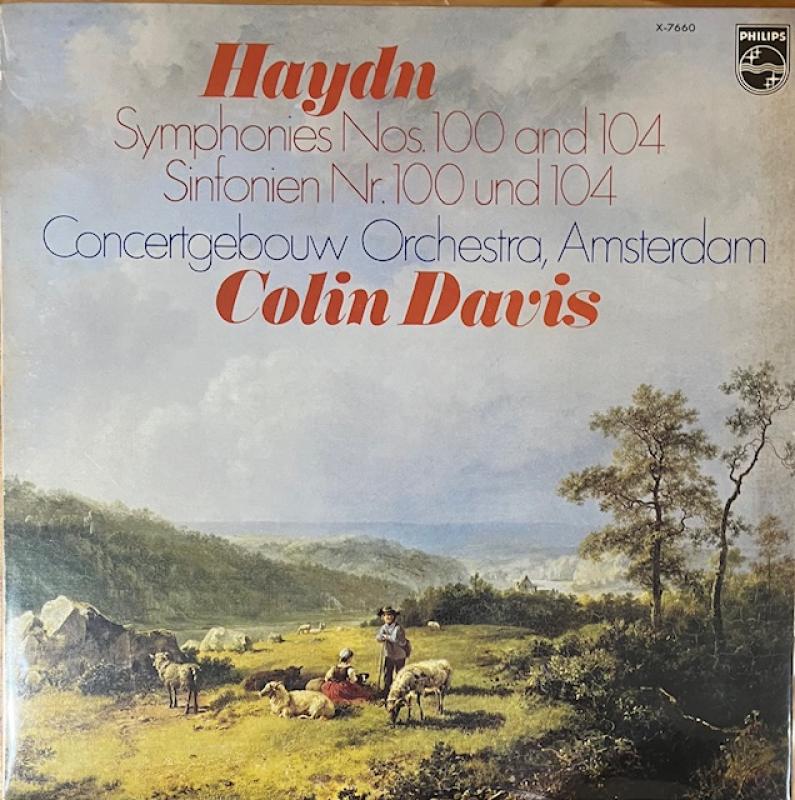 X-7660
PHILIPS
Haydn
Symphonies Nos. 100 and 104
Sinfonien Nr. 100 und 104
Concertgebouw Orchestra, Amsterdam
Colin Davis